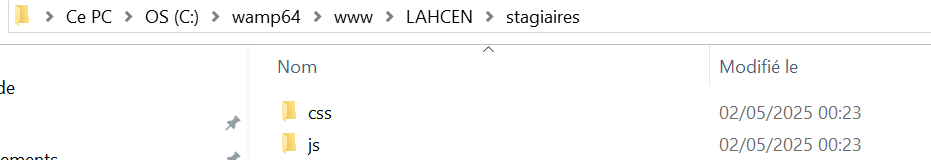 Ce PC > OS (C:) > wamp64 > www > LAHCEN > stagiaires
Nom Modifié le
de
css 02/05/2025 00:23
js 02/05/2025 00:23
ements